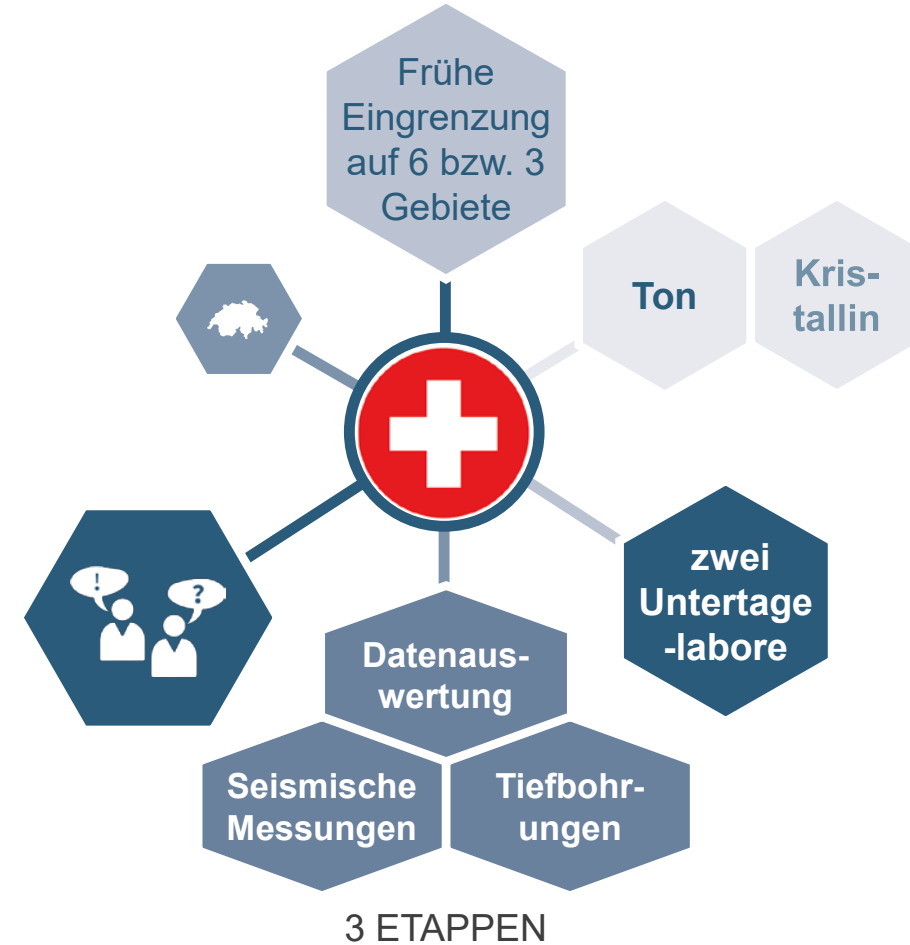 Frühe
Eingrenzung
auf 6 bzw. 3
Gebiete
Ton
Kris-
tallin
!
?
zwei
Untertage
-labore
Datenaus-
wertung
Seismische
Messungen
Tiefbohr-
ungen
3 ETAPPEN